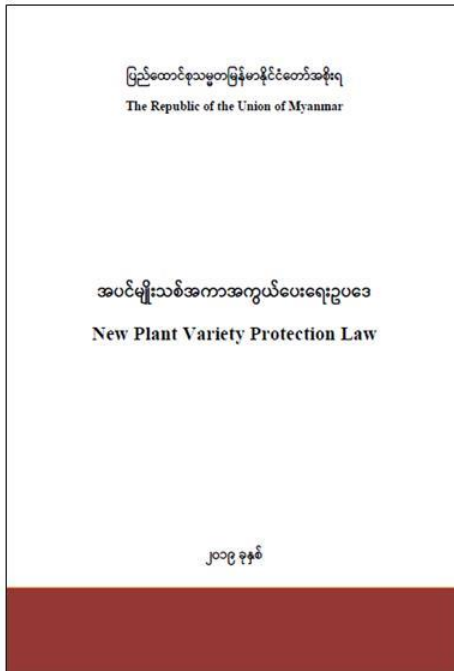 ပြည်ထောင်စုသမ္မတမြန်မာနိုင်ငံတော်အစိုးရ
The Republic of the Union of Myanmar
အပင်မျိုးသစ်အကာအကွယ်ပေးရေးဥပဒေ
New Plant Variety Protection Law
၂၀၁၉ ခုနှစ်